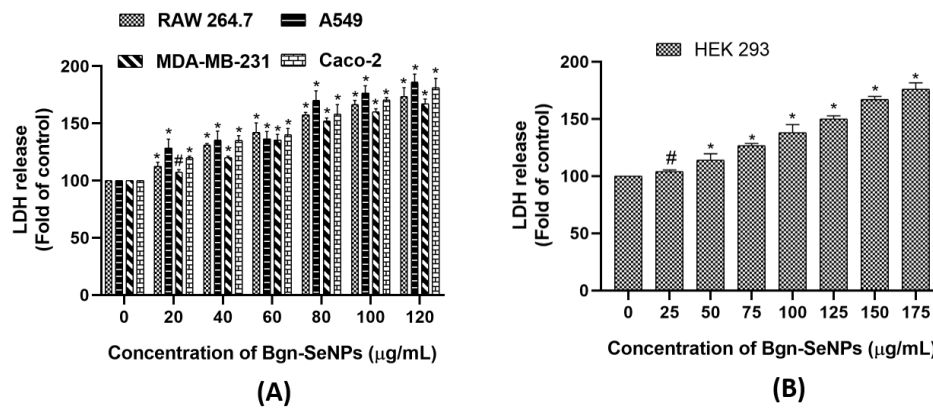 RAW 264.7 A549
MDA-MB-231 Caco-2
LDH release
(Fold of control)
200
150
100
50
0
* * # *
* * * *
* * * *
* * * *
* * * *
* * * *
0 20 40 60 80 100 120
Concentration of Bgn-SeNPs (μg/mL)
(A)
HEK 293
LDH release
(Fold of control)
200
150
100
50
0
# * * * * * *
0 25 50 75 100 125 150 175
Concentration of Bgn-SeNPs (μg/mL)
(B)